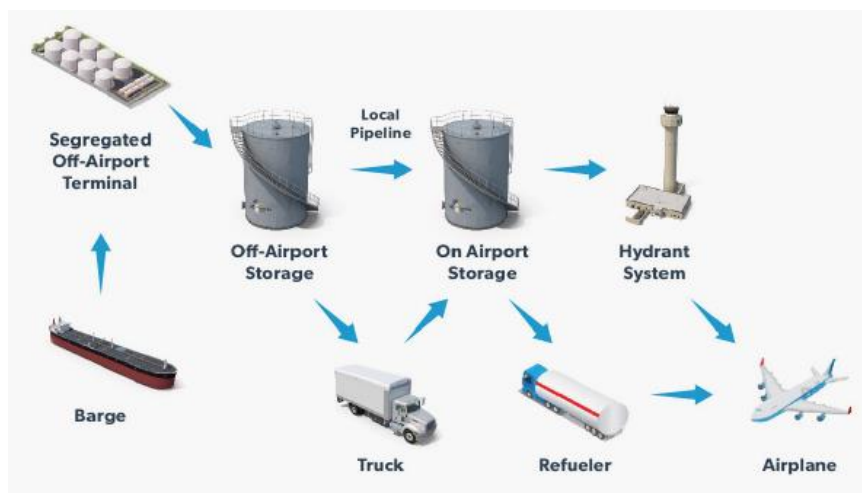 Segregated
Off-Airport
Terminal
Local
Pipeline
Off-Airport
Storage
On Airport
Storage
Hydrant
System
Barge
Truck
Refueler
Airplane